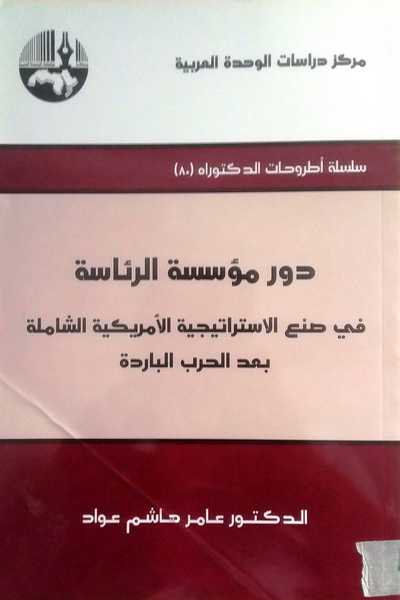 مركز دراسات الوحدة العربية
سلسلة أطروحات الدكتوراه (٨٠)
دور مؤسسة الرئاسة
في صنع الاستراتيجية الأمريكية الشاملة
بعد الحرب الباردة
الدكتور عامر هاشم عواد